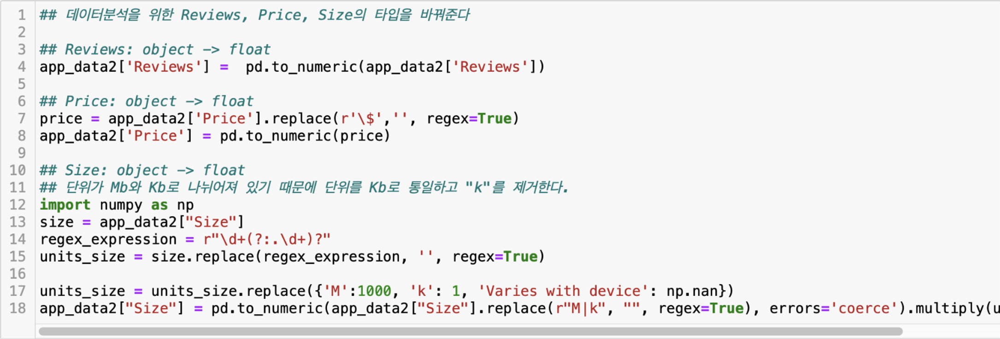 1 ## 데이터분석을 위한 Reviews, Price, Size의 타입을 바꿔준다
2
3 ## Reviews: object -> float
4 app_data2['Reviews'] =  pd.to_numeric(app_data2['Reviews'])
5
6 ## Price: object -> float
7 price = app_data2['Price'].replace(r'\$','', regex=True)
8 app_data2['Price'] = pd.to_numeric(price)
9
10 ## Size: object -> float
11 ## 단위가 Mb와 Kb로 나뉘어져 있기 때문에 단위를 Kb로 통일하고 "k"를 제거한다.
12 import numpy as np
13 size = app_data2["Size"]
14 regex_expression = r"\d+(?:.\d+)?"
15 units_size = size.replace(regex_expression, '', regex=True)
16
17 units_size = units_size.replace({'M':1000, 'k': 1, 'Varies with device': np.nan})
18 app_data2["Size"] = pd.to_numeric(app_data2["Size"].replace(r"M|k", "", regex=True), errors='coerce').multiply(u